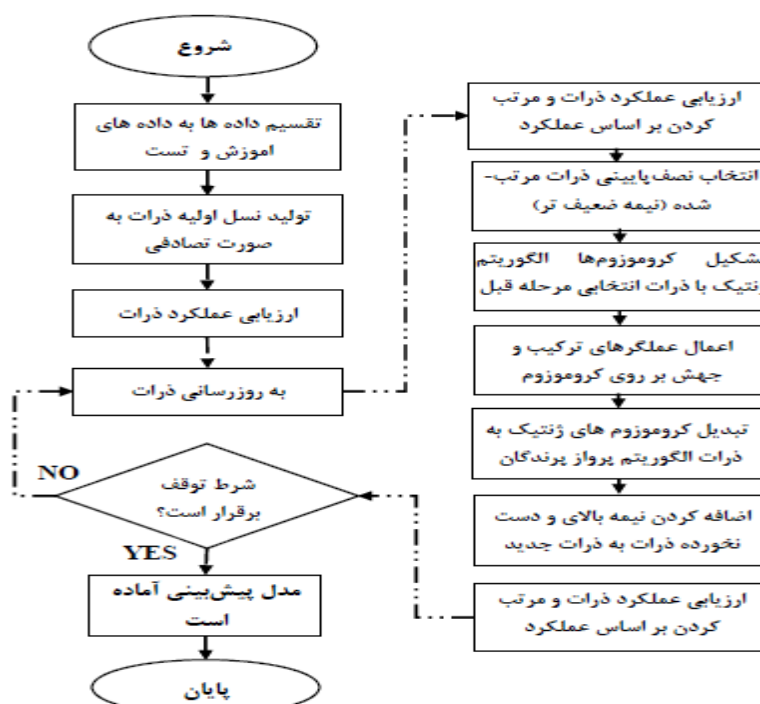 شروع
تقسیم داده ها به داده های
اموزش و تست
تولید نسل اولیه ذرات به
صورت تصادفی
ارزیابی عملکرد ذرات
به روزرسانی ذرات
ارزیابی عملکرد ذرات و مرتب
کردن بر اساس عملکرد
انتخاب نصف پایینی ذرات مرتب-
شده (نیمه ضعیف تر)
شکیل کروموزوم‌ها الگوریتم
نتیک با ذرات انتخابی مرحله قبل
اعمال عملگرهای ترکیب و
جهش بر روی کروموزوم
تبدیل کروموزوم های ژنتیک به
ذرات الگوریتم پرواز پرندگان
اضافه کردن نیمه بالای و دست
نخورده ذرات به ذرات جدید
ارزیابی عملکرد ذرات و مرتب
کردن بر اساس عملکرد
NO
شرط توقف
برقرار است؟
YES
مدل پیش‌بینی آماده
است
پایان